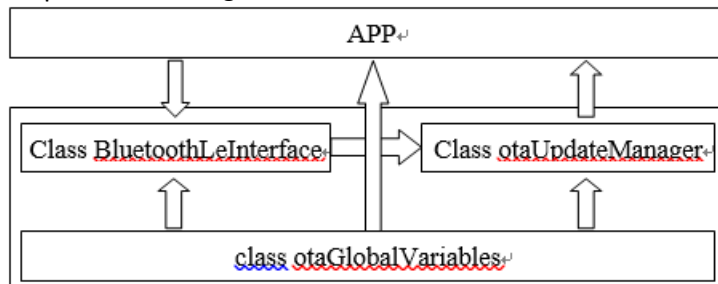 APP
Class BluetoothLeInterface
Class otaUpdateManager
class otaGlobalVariables